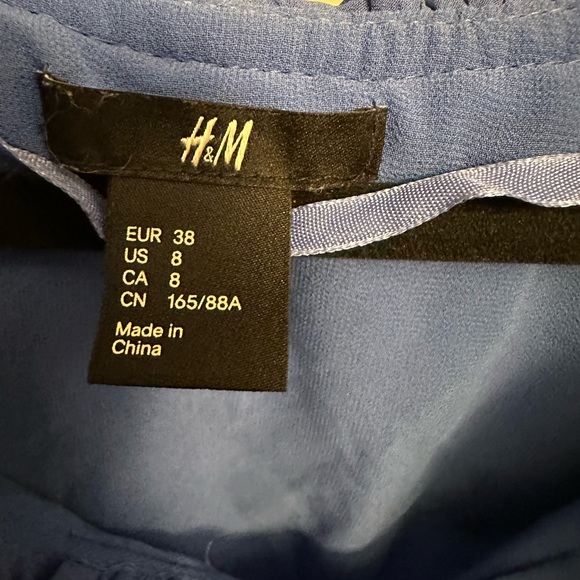 H&M
EUR 38
US 8
CA 8
CN 165/88A
Made in
China